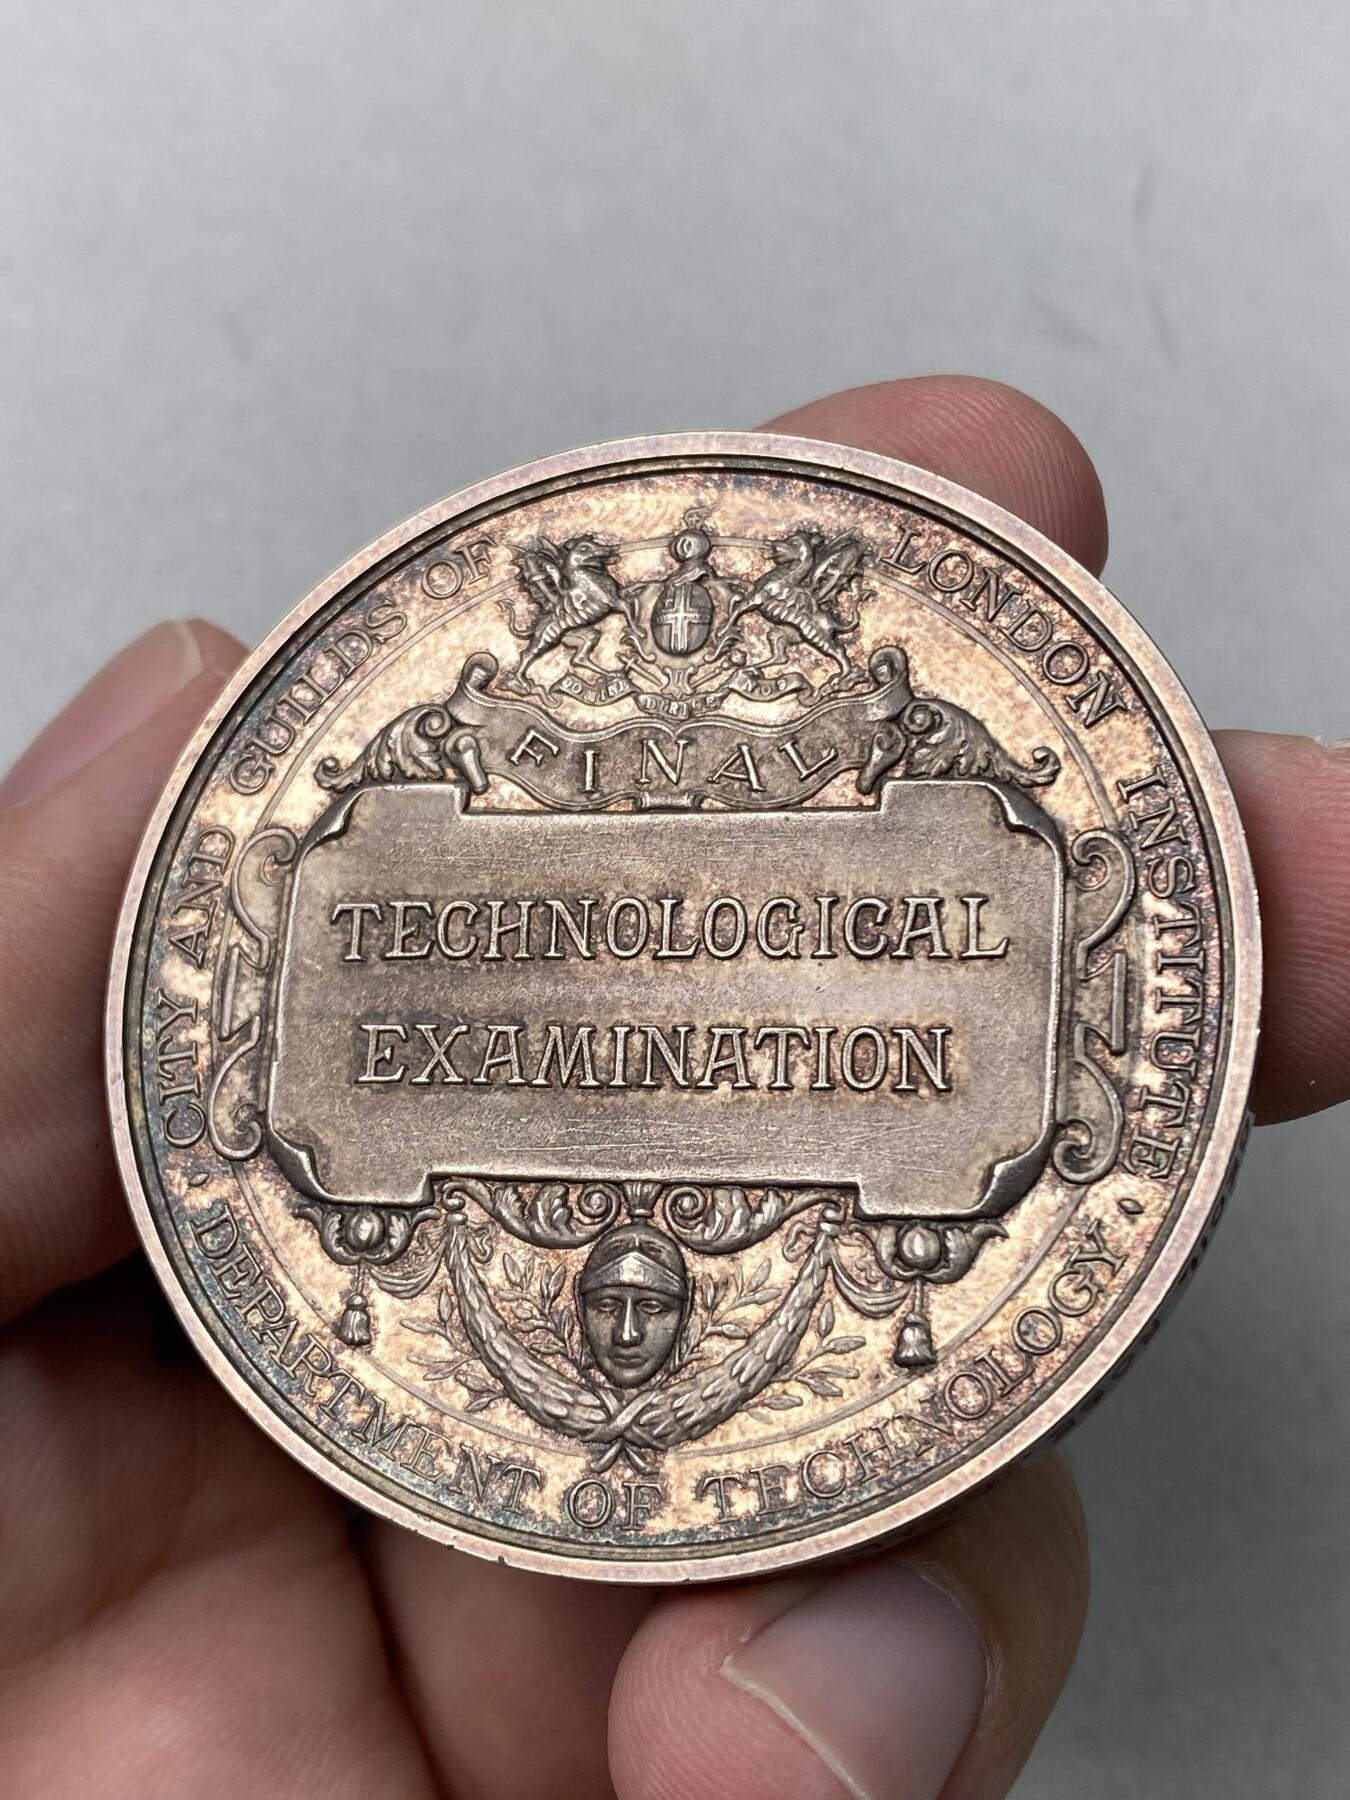 CITY AND GUILDS OF LONDON INSTITUTE
DOMINE DIRIGE NOS
FINAL
TECHNOLOGICAL
EXAMINATION
· DEPARTMENT OF TECHNOLOGY ·